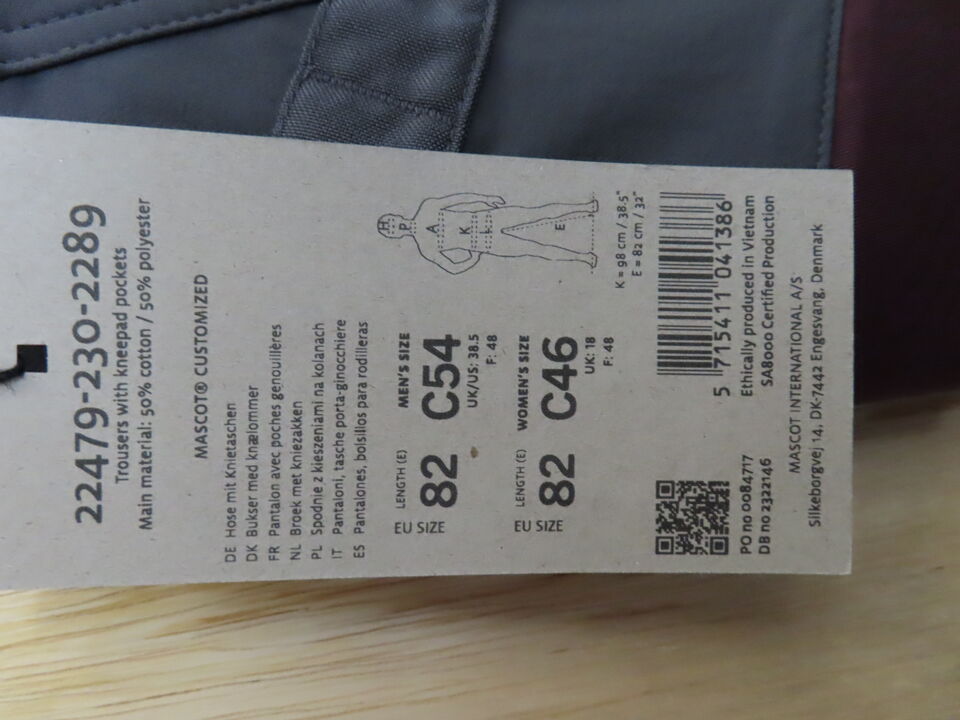 22479-230-2289
Trousers with kneepad pockets
Main material: 50% cotton / 50% polyester
MASCOT® CUSTOMIZED
DE Hose mit Knietaschen
DK Bukser med knælommer
FR Pantalon avec poches genouillères
NL Broek met kniezakken
PL Spodnie z kieszeniami na kolanach
IT Pantaloni, tasche porta-ginocchiere
ES Pantalones, bolsillos para rodilleras
LENGTH (E) MEN'S SIZE
EU SIZE 82 C54
UK/US: 38.5
F: 48
LENGTH (E) WOMEN'S SIZE
EU SIZE 82 C46
UK: 18
F: 48
H P A K L E
K = 98 cm / 38.5"
E = 82 cm / 32"
5 715411 041386
PO no 0084717
DB no 2322146
Ethically produced in Vietnam
SA8000 Certified Production
MASCOT INTERNATIONAL A/S
Silkeborgvej 14, DK-7442 Engesvang, Denmark